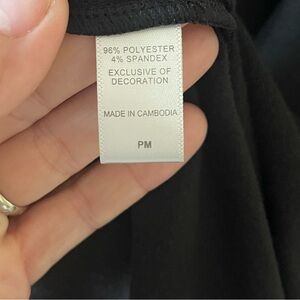 96% POLYESTER
4% SPANDEX
EXCLUSIVE OF
DECORATION
MADE IN CAMBODIA
PM